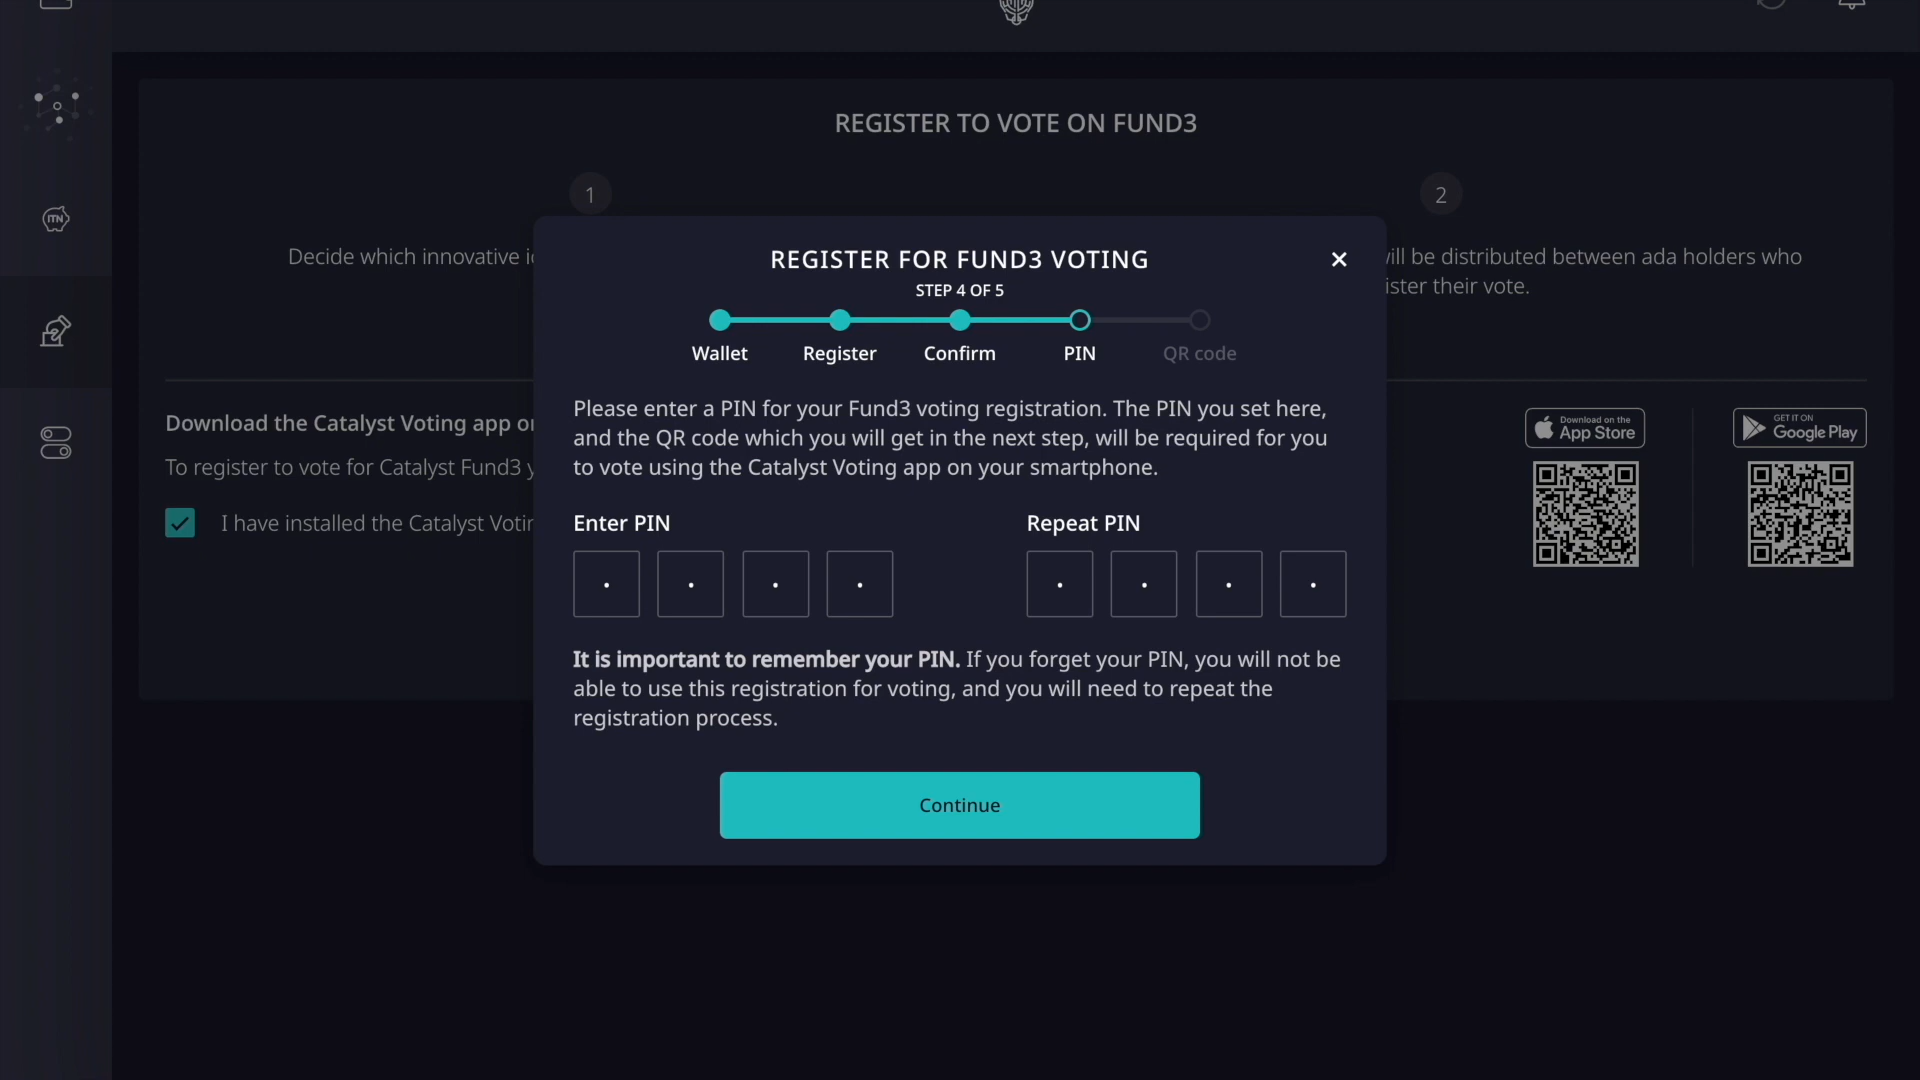 REGISTER TO VOTE ON FUND3
1
2
Decide which innovative
will be distributed between ada holders who
ister their vote.
REGISTER FOR FUND3 VOTING
STEP 4 OF 5
Wallet
Register
Confirm
PIN
QR code
Please enter a PIN for your Fund3 voting registration. The PIN you set here,
and the QR code which you will get in the next step, will be required for you
to vote using the Catalyst Voting app on your smartphone.
Enter PIN
Repeat PIN
It is important to remember your PIN. If you forget your PIN, you will not be
able to use this registration for voting, and you will need to repeat the
registration process.
Continue
Download the Catalyst Voting app
To register to vote for Catalyst Fund3
I have installed the Catalyst
Download on the
App Store
GET IT ON
Google Play
ITN